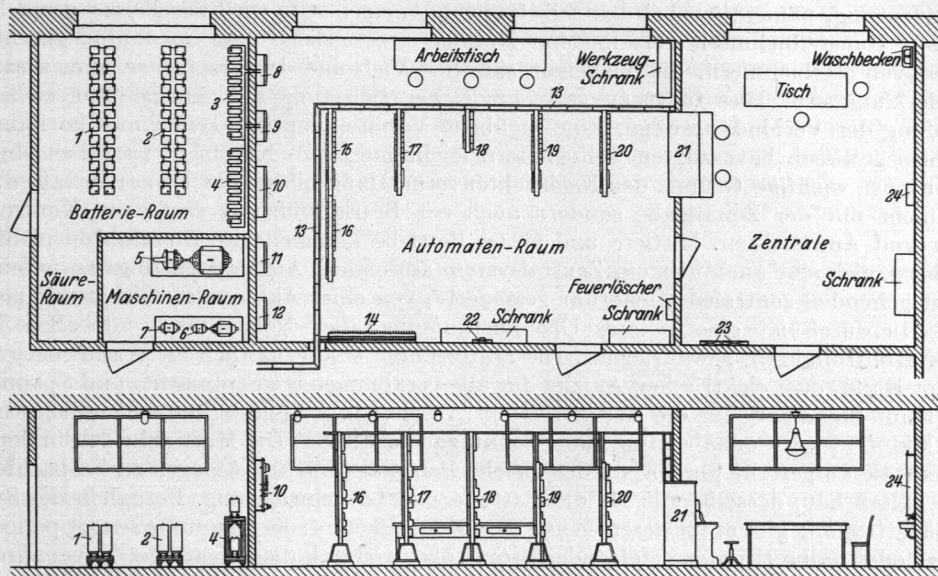 Arbeitstisch
Werkzeug-
Schrank
Waschbecken
Tisch
8
3
13
1
2
9
15
17
18
19
20
21
4
10
24
Batterie-Raum
13
16
Automaten-Raum
Zentrale
5
11
Säure-
Raum
Maschinen-Raum
12
Feuerlöscher
Schrank
Schrank
7
6
14
22
Schrank
23
16
17
18
19
20
24
21
1
2
4